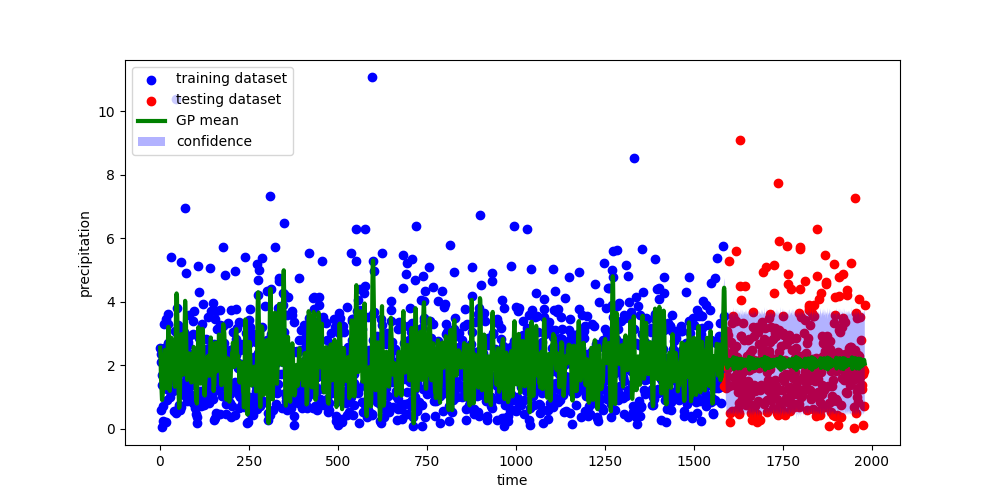 training dataset
testing dataset
GP mean
confidence
10
8
6
4
2
0
precipitation
0 250 500 750 1000 1250 1500 1750 2000
time